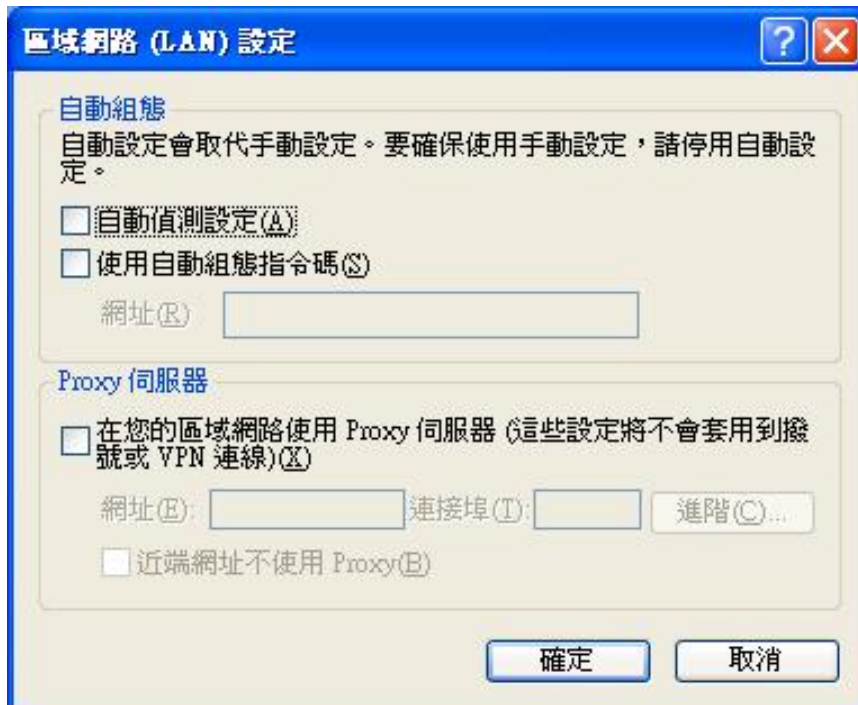 區域網路 (LAN) 設定
自動組態
自動設定會取代手動設定。要確保使用手動設定，請停用自動設
定。
自動偵測設定(A)
使用自動組態指令碼(S)
網址(R)
Proxy 伺服器
在您的區域網路使用 Proxy 伺服器 (這些設定將不會套用到撥
號或 VPN 連線)(X)
網址(E): 連接埠(T): 進階(C)...
近端網址不使用 Proxy(B)
確定 取消